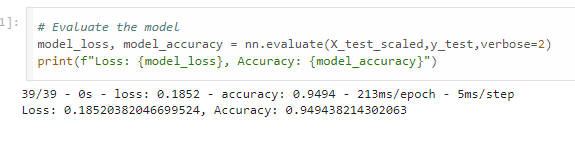 1]:
# Evaluate the model
model_loss, model_accuracy = nn.evaluate(X_test_scaled,y_test,verbose=2)
print(f"Loss: {model_loss}, Accuracy: {model_accuracy}")
39/39 - 0s - loss: 0.1852 - accuracy: 0.9494 - 213ms/epoch - 5ms/step
Loss: 0.18520382046699524, Accuracy: 0.949438214302063